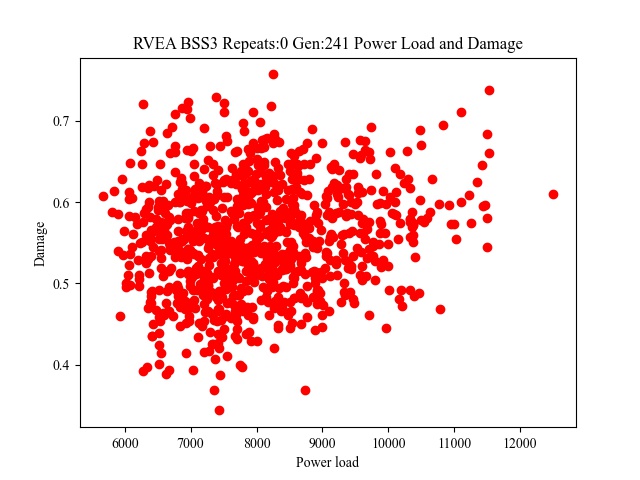 RVEA BSS3 Repeats:0 Gen:241 Power Load and Damage
0.7
0.6
0.5
0.4
Damage
6000 7000 8000 9000 10000 11000 12000
Power load